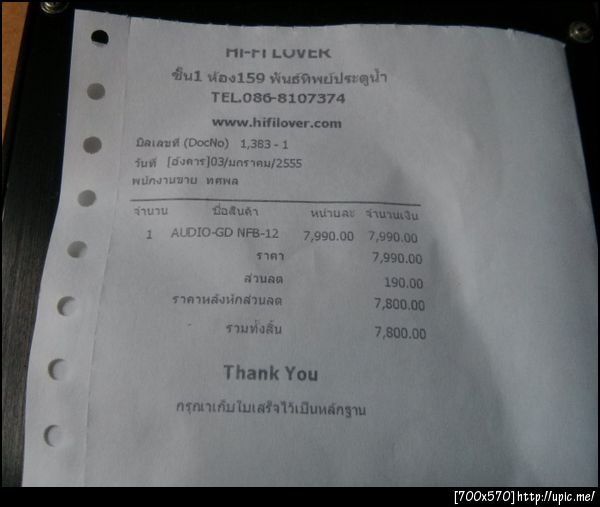 HI-FI LOVER
ชั้น1 ห้อง159 พันธ์ทิพย์ประตูน้ำ
TEL.086-8107374
www.hifilover.com
บิลเลขที่ (DocNo) 1,383 - 1
วันที่ [อังคาร]03/มกราคม/2555
พนักงานขาย ทศพล
จำนวน ชื่อสินค้า หน่วยละ จำนวนเงิน
1 AUDIO-GD NFB-12 7,990.00 7,990.00
ราคา 7,990.00
ส่วนลด 190.00
ราคาหลังหักส่วนลด 7,800.00
รวมทั้งสิ้น 7,800.00
Thank You
กรุณาเก็บใบเสร็จไว้เป็นหลักฐาน
[700x570] http://upic.me/